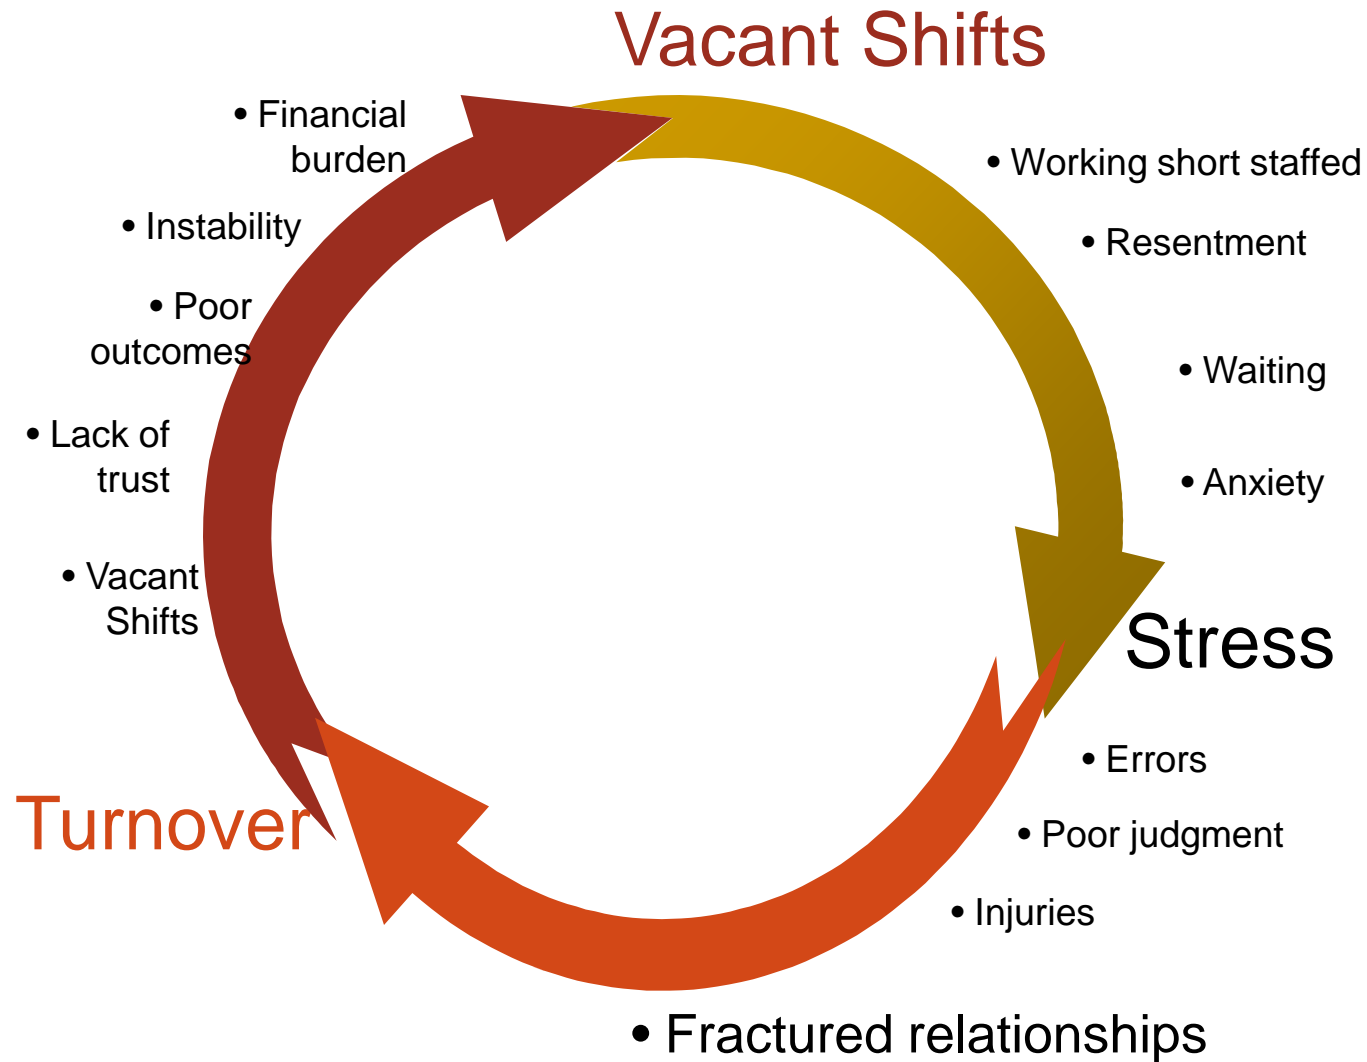 Vacant Shifts
• Working short staffed
• Resentment
• Waiting
• Anxiety
Stress
• Errors
• Poor judgment
• Injuries
• Fractured relationships
Turnover
• Vacant
Shifts
• Lack of
trust
• Poor
outcomes
• Instability
• Financial
burden